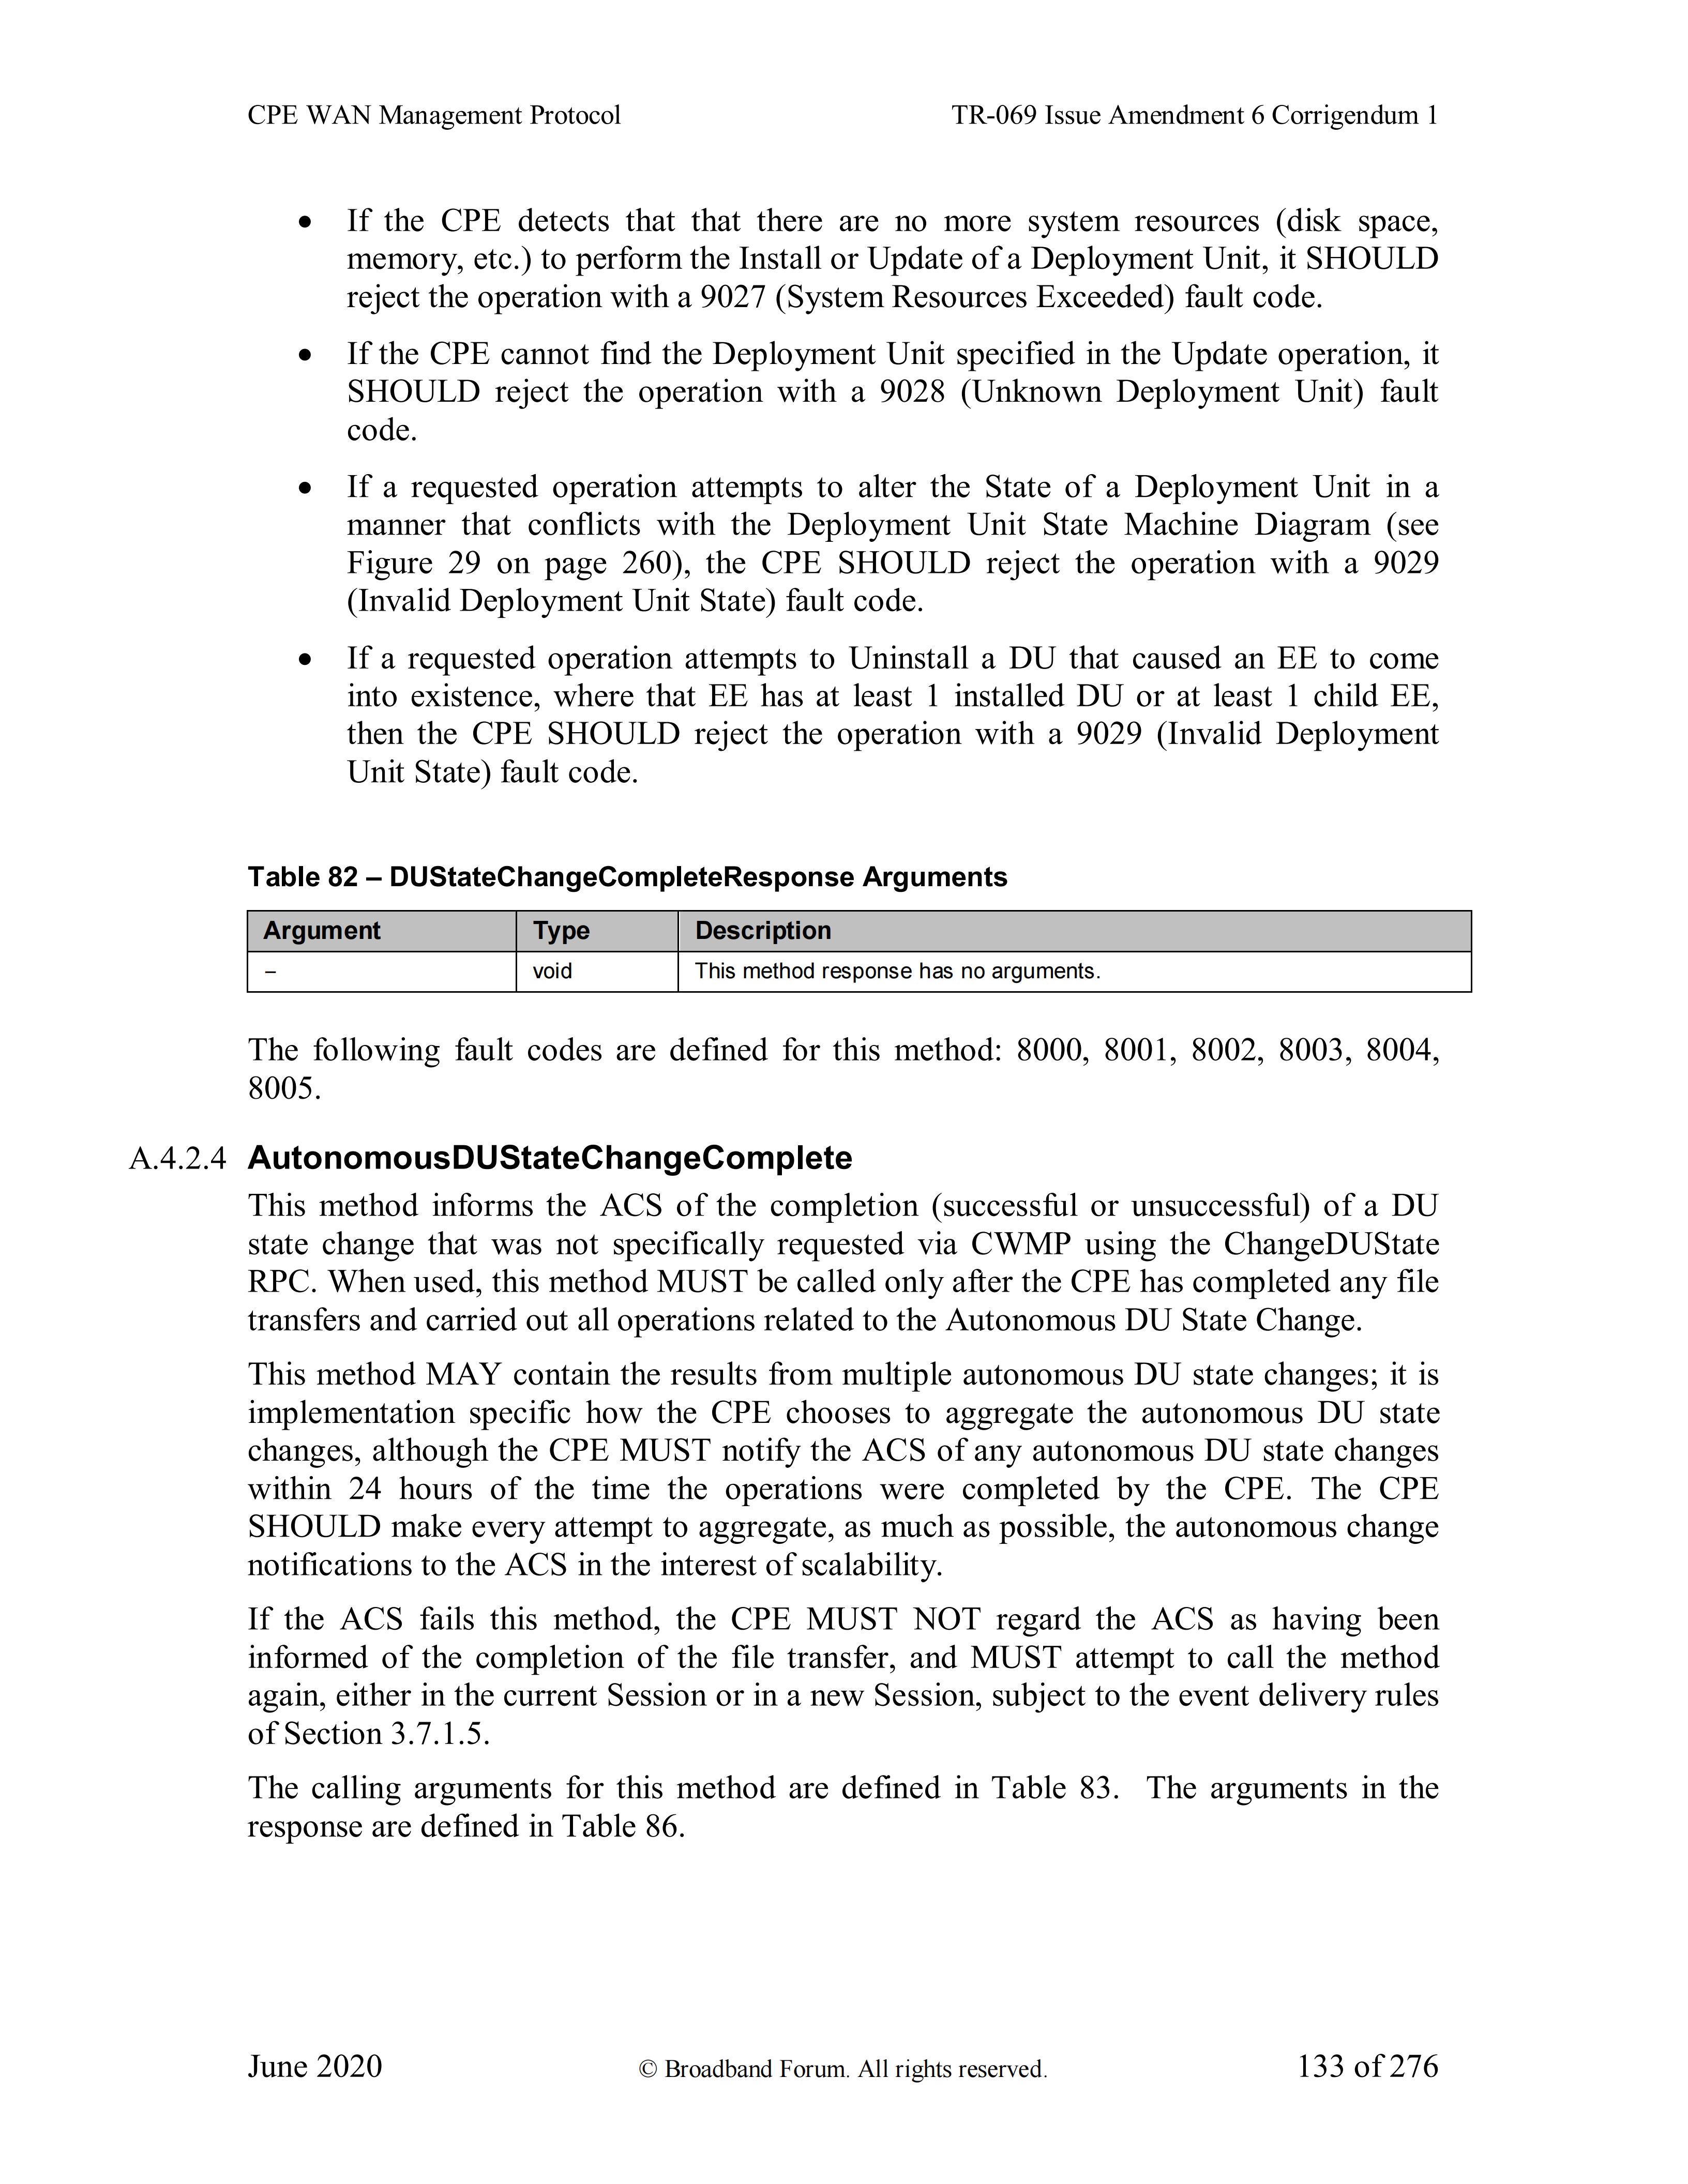 CPE WAN Management Protocol TR-069 Issue Amendment 6 Corrigendum 1
• If the CPE detects that that there are no more system resources (disk space,
memory, etc.) to perform the Install or Update of a Deployment Unit, it SHOULD
reject the operation with a 9027 (System Resources Exceeded) fault code.
• If the CPE cannot find the Deployment Unit specified in the Update operation, it
SHOULD reject the operation with a 9028 (Unknown Deployment Unit) fault
code.
• If a requested operation attempts to alter the State of a Deployment Unit in a
manner that conflicts with the Deployment Unit State Machine Diagram (see
Figure 29 on page 260), the CPE SHOULD reject the operation with a 9029
(Invalid Deployment Unit State) fault code.
• If a requested operation attempts to Uninstall a DU that caused an EE to come
into existence, where that EE has at least 1 installed DU or at least 1 child EE,
then the CPE SHOULD reject the operation with a 9029 (Invalid Deployment
Unit State) fault code.
Table 82 – DUStateChangeCompleteResponse Arguments
Argument Type Description
– void This method response has no arguments.
The following fault codes are defined for this method: 8000, 8001, 8002, 8003, 8004,
8005.
A.4.2.4 AutonomousDUStateChangeComplete
This method informs the ACS of the completion (successful or unsuccessful) of a DU
state change that was not specifically requested via CWMP using the ChangeDUState
RPC. When used, this method MUST be called only after the CPE has completed any file
transfers and carried out all operations related to the Autonomous DU State Change.
This method MAY contain the results from multiple autonomous DU state changes; it is
implementation specific how the CPE chooses to aggregate the autonomous DU state
changes, although the CPE MUST notify the ACS of any autonomous DU state changes
within 24 hours of the time the operations were completed by the CPE. The CPE
SHOULD make every attempt to aggregate, as much as possible, the autonomous change
notifications to the ACS in the interest of scalability.
If the ACS fails this method, the CPE MUST NOT regard the ACS as having been
informed of the completion of the file transfer, and MUST attempt to call the method
again, either in the current Session or in a new Session, subject to the event delivery rules
of Section 3.7.1.5.
The calling arguments for this method are defined in Table 83. The arguments in the
response are defined in Table 86.
June 2020 © Broadband Forum. All rights reserved. 133 of 276